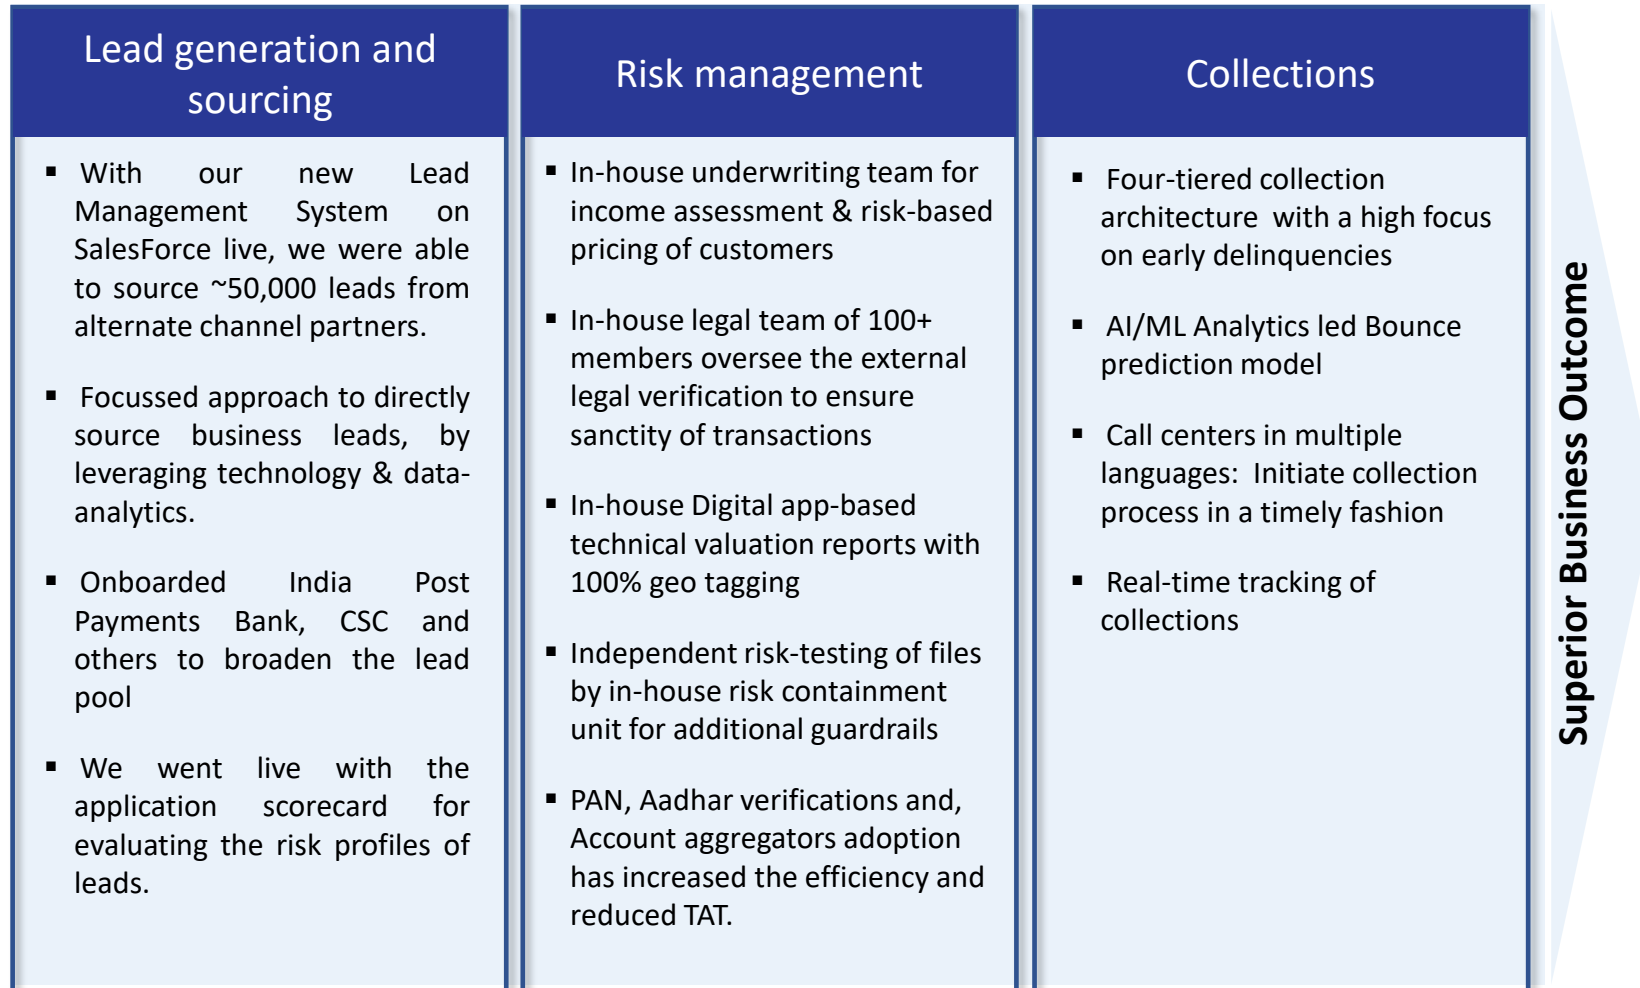 Lead generation and
sourcing
▪ With our new Lead
Management System on
SalesForce live, we were able
to source ~50,000 leads from
alternate channel partners.
▪ Focussed approach to directly
source business leads, by
leveraging technology & data-
analytics.
▪ Onboarded India Post
Payments Bank, CSC and
others to broaden the lead
pool
▪ We went live with the
application scorecard for
evaluating the risk profiles of
leads.
Risk management
▪ In-house underwriting team for
income assessment & risk-based
pricing of customers
▪ In-house legal team of 100+
members oversee the external
legal verification to ensure
sanctity of transactions
▪ In-house Digital app-based
technical valuation reports with
100% geo tagging
▪ Independent risk-testing of files
by in-house risk containment
unit for additional guardrails
▪ PAN, Aadhar verifications and,
Account aggregators adoption
has increased the efficiency and
reduced TAT.
Collections
▪ Four-tiered collection
architecture with a high focus
on early delinquencies
▪ AI/ML Analytics led Bounce
prediction model
▪ Call centers in multiple
languages: Initiate collection
process in a timely fashion
▪ Real-time tracking of
collections
Superior Business Outcome